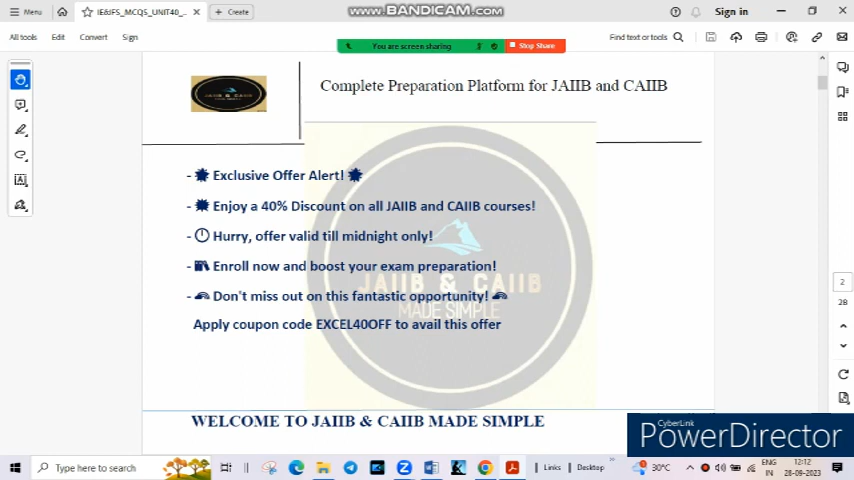 Menu
IE&IFS_MCQS_UNIT40_...
Create
www.BANDICAM.com
Sign in
All tools
Edit
Convert
Sign
You are screen sharing
Stop Share
Find text or tools
JAIIB & CAIIB
Complete Preparation Platform for JAIIB and CAIIB
- Exclusive Offer Alert!
- Enjoy a 40% Discount on all JAIIB and CAIIB courses!
- Hurry, offer valid till midnight only!
- Enroll now and boost your exam preparation!
- Don't miss out on this fantastic opportunity!
Apply coupon code EXCEL40OFF to avail this offer
JAIIB & CAIIB
MADE SIMPLE
2
28
WELCOME TO JAIIB & CAIIB MADE SIMPLE
CyberLink
PowerDirector
Type here to search
Links
Desktop
30°C
ENG
IN
12:12
28-09-2023